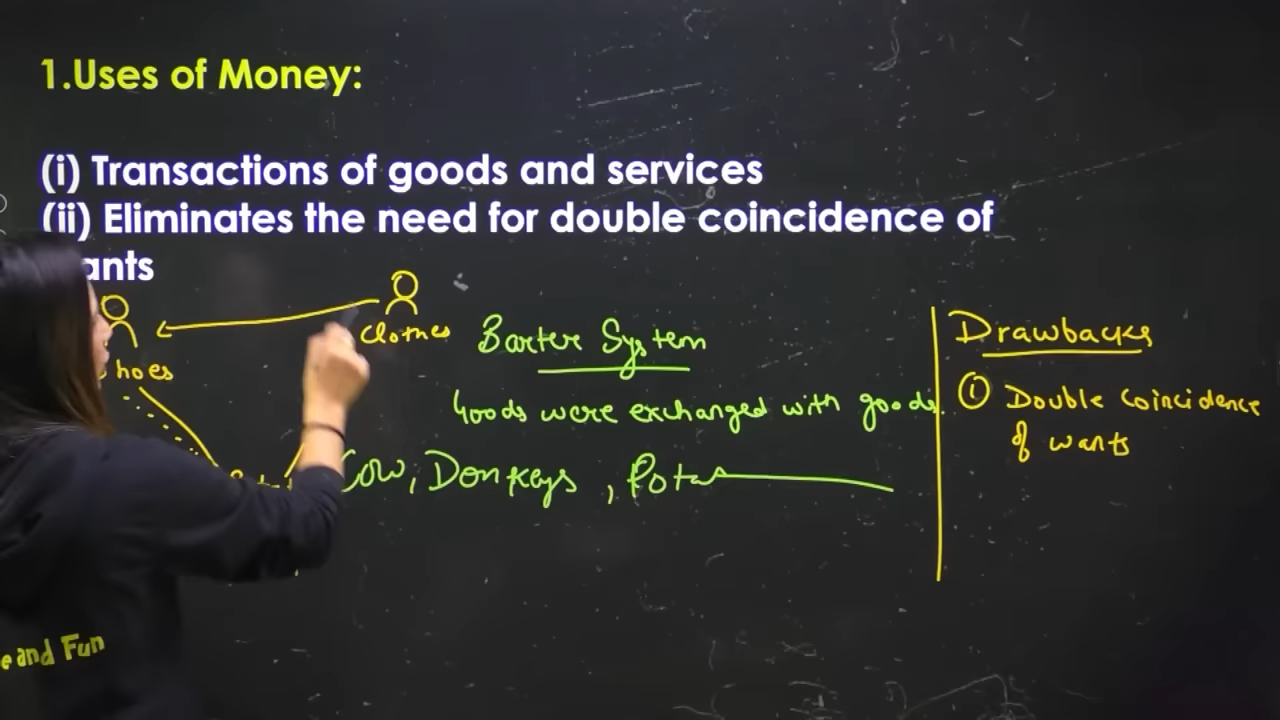 1.Uses of Money:
(i) Transactions of goods and services
(ii) Eliminates the need for double coincidence of
ants
Clothes
hoes
Barter System
Goods were exchanged with goods.
Cow, Donkeys, Potat
Drawbacks
① Double coincidence
of wants
e and Fun